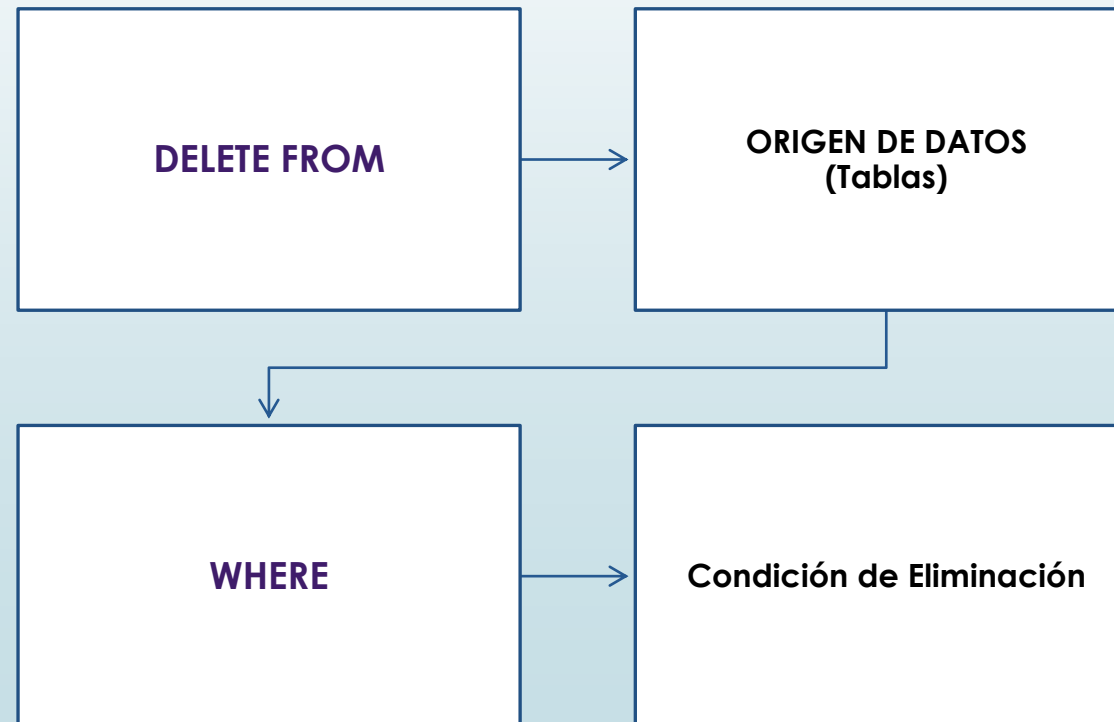 DELETE FROM
ORIGEN DE DATOS
(Tablas)
WHERE
Condición de Eliminación